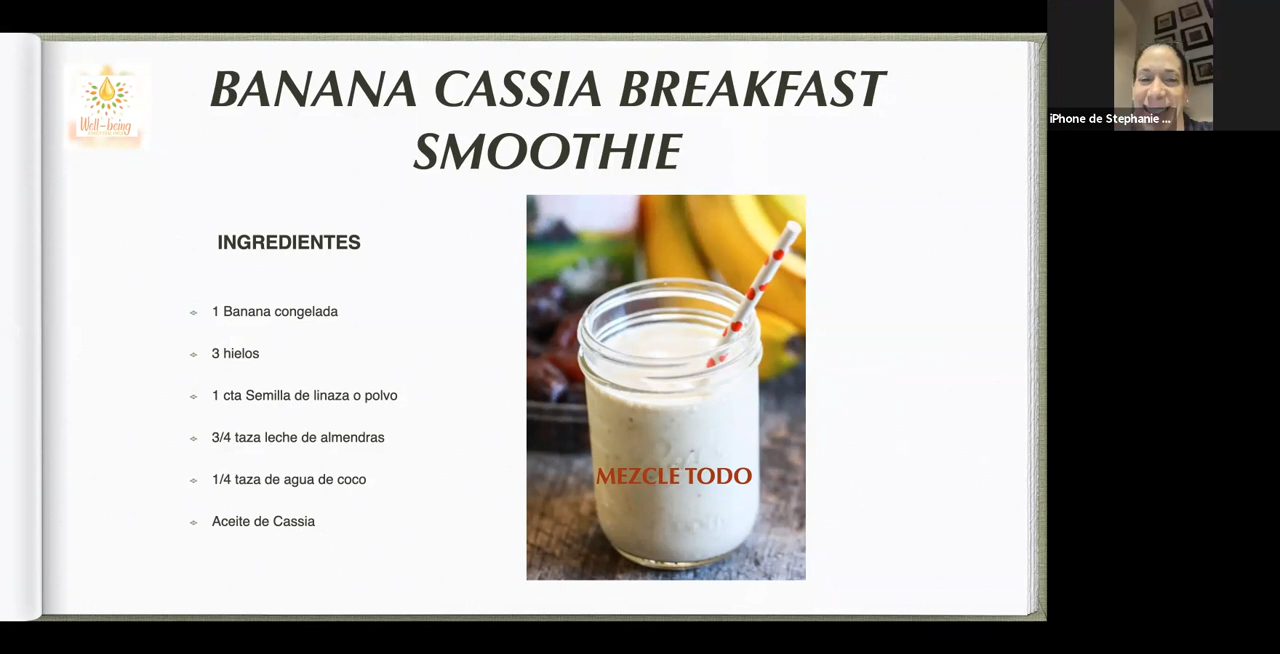 BANANA CASSIA BREAKFAST
SMOOTHIE
Well-being
INGREDIENTES
1 Banana congelada
3 hielos
1 cta Semilla de linaza o polvo
3/4 taza leche de almendras
1/4 taza de agua de coco
Aceite de Cassia
MEZCLE TODO
iPhone de Stephanie ...